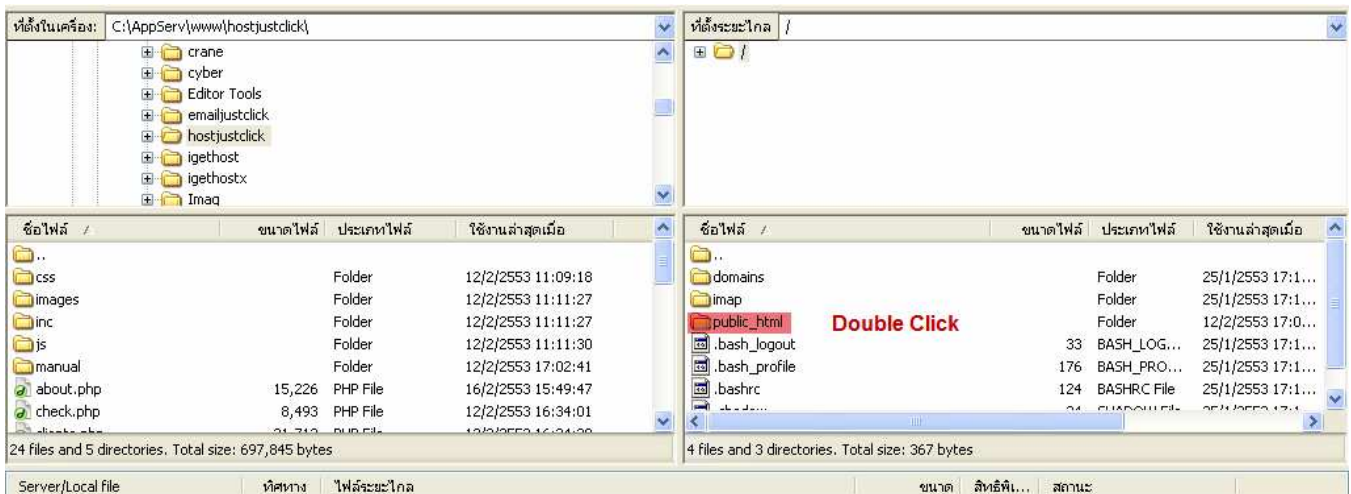 ที่ตั้งในเครื่อง: C:\AppServ\www\hostjustclick\
crane
cyber
Editor Tools
emailjustclick
hostjustclick
igethost
igethostx
Imag
ที่ตั้งระยะไกล /
/
ชื่อไฟล์ / ขนาดไฟล์ ประเภทไฟล์ ใช้งานล่าสุดเมื่อ
..
css Folder 12/2/2553 11:09:18
images Folder 12/2/2553 11:11:27
inc Folder 12/2/2553 11:11:27
js Folder 12/2/2553 11:11:30
manual Folder 12/2/2553 17:02:41
about.php 15,226 PHP File 16/2/2553 15:49:47
check.php 8,493 PHP File 12/2/2553 16:34:01
24 files and 5 directories. Total size: 697,845 bytes
ชื่อไฟล์ / ขนาดไฟล์ ประเภทไฟล์ ใช้งานล่าสุดเมื่อ
..
domains Folder 25/1/2553 17:1...
imap Folder 25/1/2553 17:1...
public_html Double Click Folder 12/2/2553 17:0...
.bash_logout 33 BASH_LOG... 25/1/2553 17:1...
.bash_profile 176 BASH_PRO... 25/1/2553 17:1...
.bashrc 124 BASHRC File 25/1/2553 17:1...
4 files and 3 directories. Total size: 367 bytes
Server/Local file ทิศทาง ไฟล์ระยะไกล ขนาด สิทธิพิเ... สถานะ